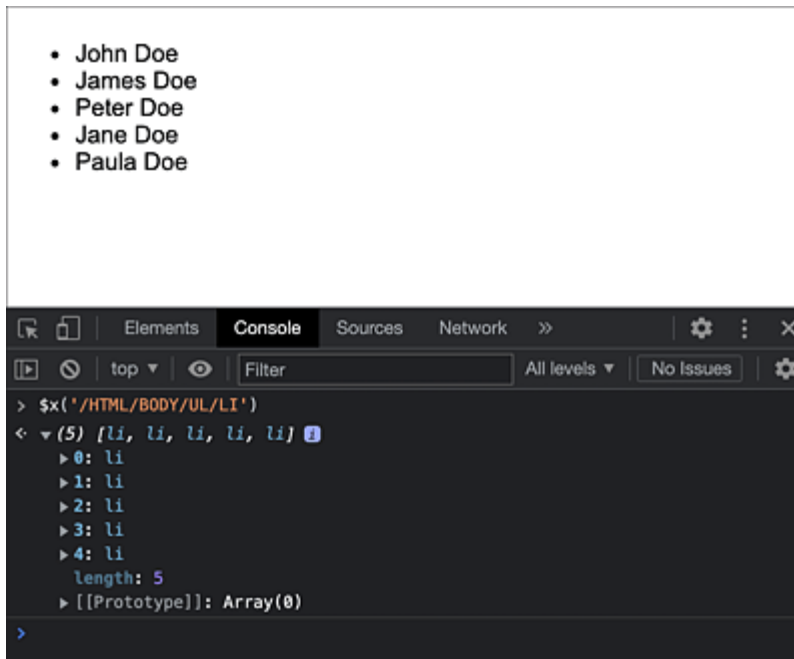 • John Doe
• James Doe
• Peter Doe
• Jane Doe
• Paula Doe
Elements Console Sources Network »
top ▼ Filter All levels ▼ No Issues
> $x('/HTML/BODY/UL/LI')
(5) [li, li, li, li, li] i
0: li
1: li
2: li
3: li
4: li
length: 5
[[Prototype]]: Array(0)
>